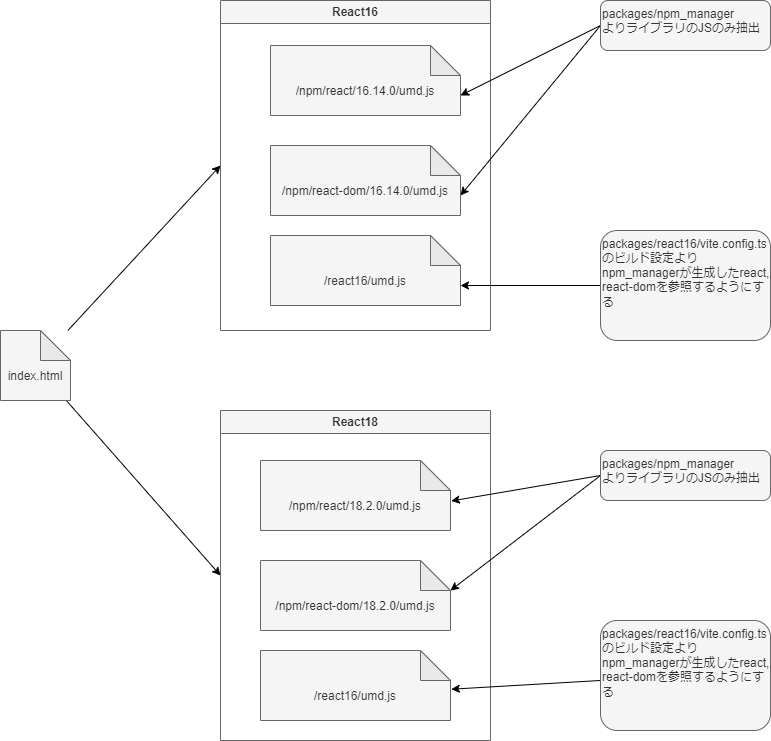 React16
packages/npm_manager
よりライブラリのJSのみ抽出
/npm/react/16.14.0/umd.js
/npm/react-dom/16.14.0/umd.js
/react16/umd.js
packages/react16/vite.config.ts
のビルド設定より
npm_managerが生成したreact,
react-domを参照するようにす
る
index.html
React18
packages/npm_manager
よりライブラリのJSのみ抽出
/npm/react/18.2.0/umd.js
/npm/react-dom/18.2.0/umd.js
/react16/umd.js
packages/react16/vite.config.ts
のビルド設定より
npm_managerが生成したreact,
react-domを参照するようにす
る